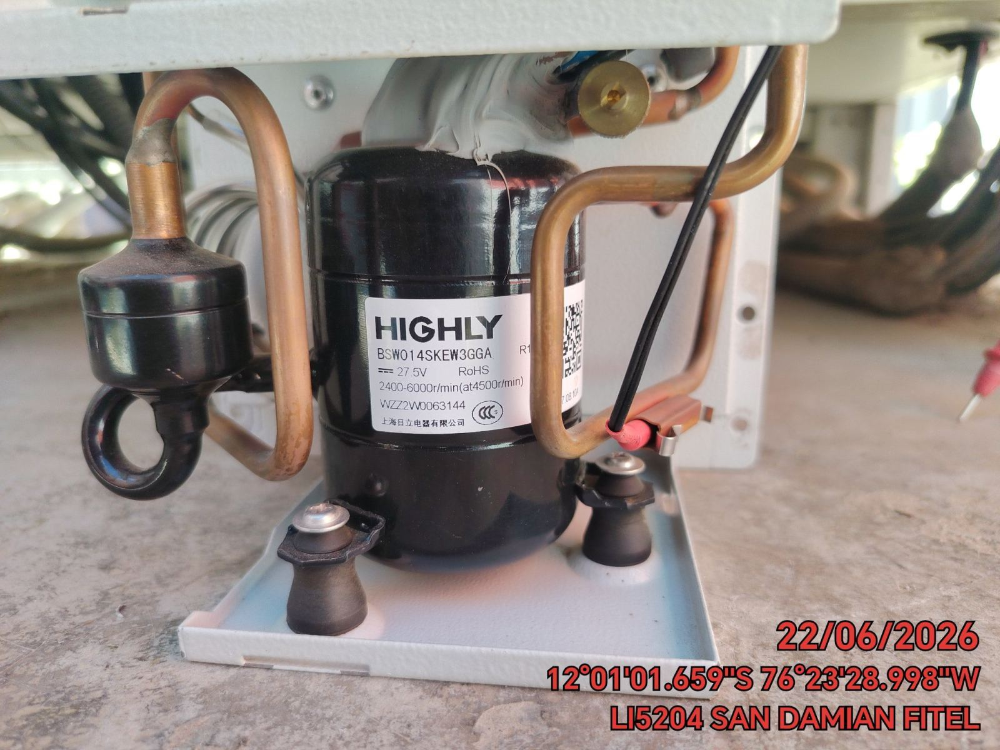 HIGHLY
BSW014SKEW3GGA
27.5V RoHS
2400-6000r/min(at4500r/min)
WZZ2W0063144
上海日立电器有限公司
CCC S
22/06/2026
12°01'01.659"S 76°23'28.998"W
LI5204 SAN DAMIAN FITEL